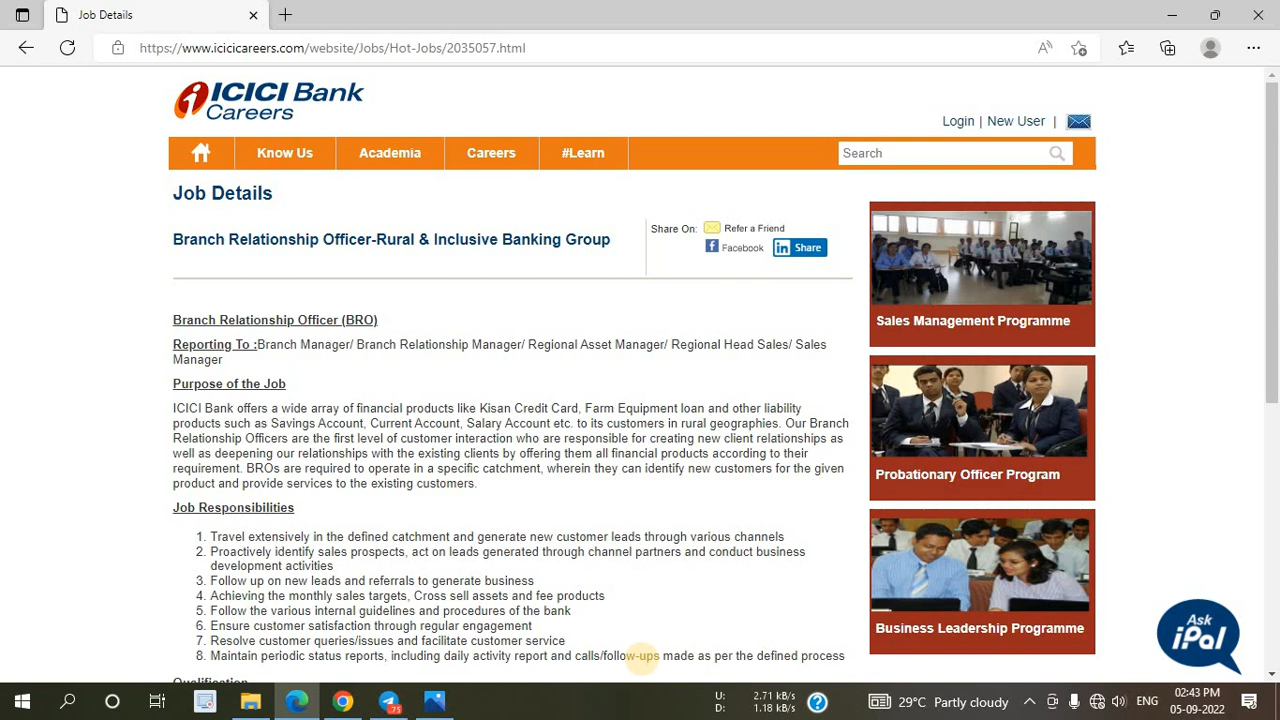 Job Details
https://www.icicicareers.com/website/Jobs/Hot-Jobs/2035057.html
ICICI Bank
Careers
Login | New User |
Know Us Academia Careers #Learn Search
Job Details
Branch Relationship Officer-Rural & Inclusive Banking Group
Share On: Refer a Friend
Facebook in Share
Branch Relationship Officer (BRO)
Reporting To :Branch Manager/ Branch Relationship Manager/ Regional Asset Manager/ Regional Head Sales/ Sales
Manager
Purpose of the Job
ICICI Bank offers a wide array of financial products like Kisan Credit Card, Farm Equipment loan and other liability
products such as Savings Account, Current Account, Salary Account etc. to its customers in rural geographies. Our Branch
Relationship Officers are the first level of customer interaction who are responsible for creating new client relationships as
well as deepening our relationships with the existing clients by offering them all financial products according to their
requirement. BROs are required to operate in a specific catchment, wherein they can identify new customers for the given
product and provide services to the existing customers.
Job Responsibilities
1. Travel extensively in the defined catchment and generate new customer leads through various channels
2. Proactively identify sales prospects, act on leads generated through channel partners and conduct business
development activities
3. Follow up on new leads and referrals to generate business
4. Achieving the monthly sales targets, Cross sell assets and fee products
5. Follow the various internal guidelines and procedures of the bank
6. Ensure customer satisfaction through regular engagement
7. Resolve customer queries/issues and facilitate customer service
8. Maintain periodic status reports, including daily activity report and calls/follow-ups made as per the defined process
Qualification
Sales Management Programme
Probationary Officer Program
Business Leadership Programme
Ask
iPal
75
U: 2.71 kB/s
D: 1.18 kB/s
29°C Partly cloudy
ENG
02:43 PM
05-09-2022